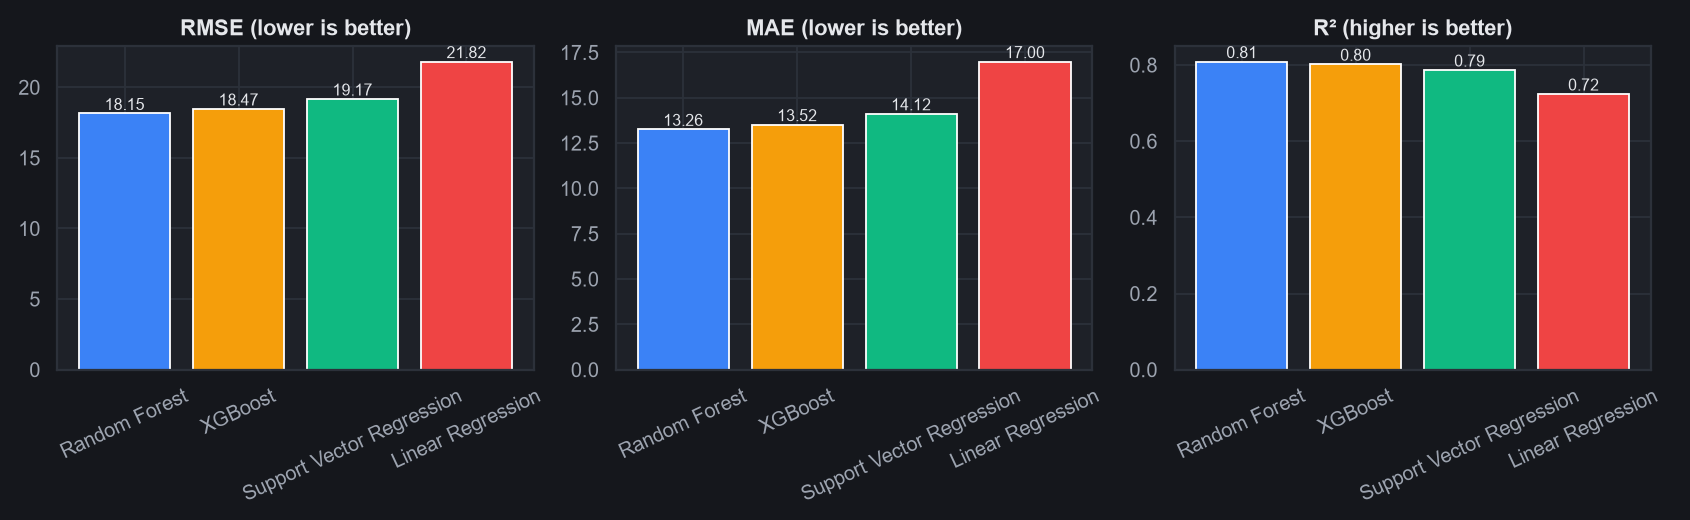 RMSE (lower is better)
20
15
10
5
0
18.15
18.47
19.17
21.82
Random Forest
XGBoost
Support Vector Regression
Linear Regression
MAE (lower is better)
17.5
15.0
12.5
10.0
7.5
5.0
2.5
0.0
13.26
13.52
14.12
17.00
Random Forest
XGBoost
Support Vector Regression
Linear Regression
R² (higher is better)
0.8
0.6
0.4
0.2
0.0
0.81
0.80
0.79
0.72
Random Forest
XGBoost
Support Vector Regression
Linear Regression